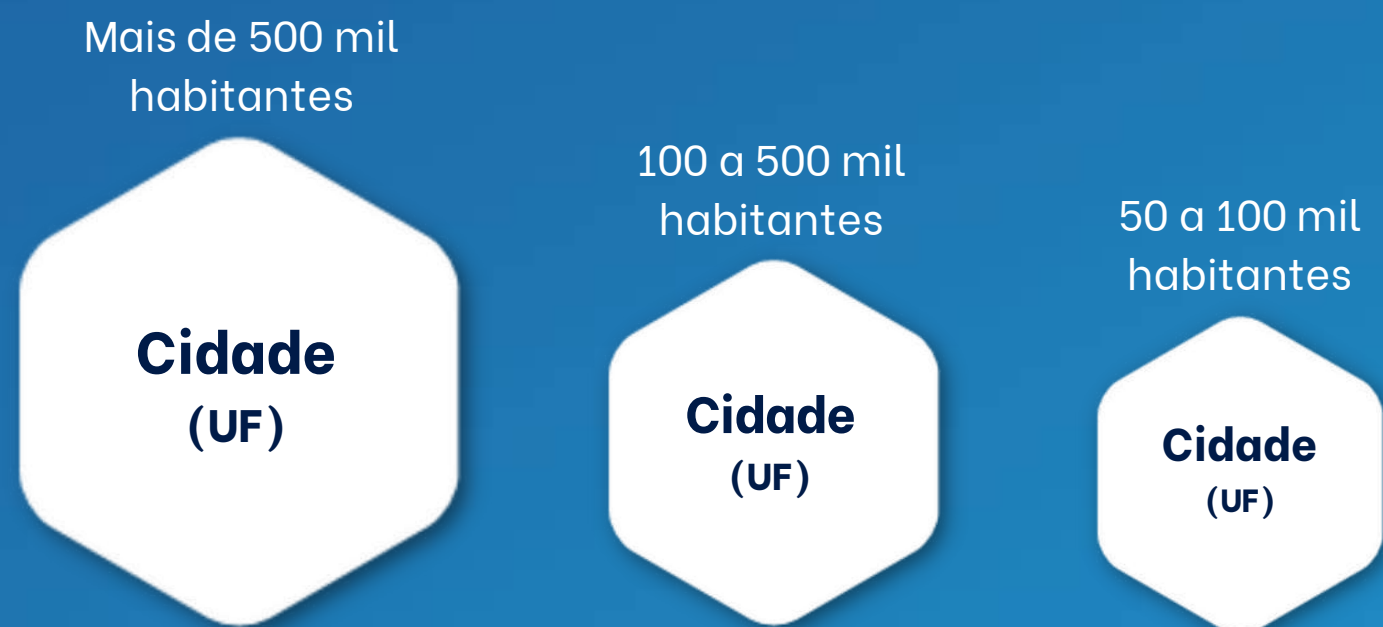 Mais de 500 mil
habitantes
Cidade
(UF)
100 a 500 mil
habitantes
Cidade
(UF)
50 a 100 mil
habitantes
Cidade
(UF)